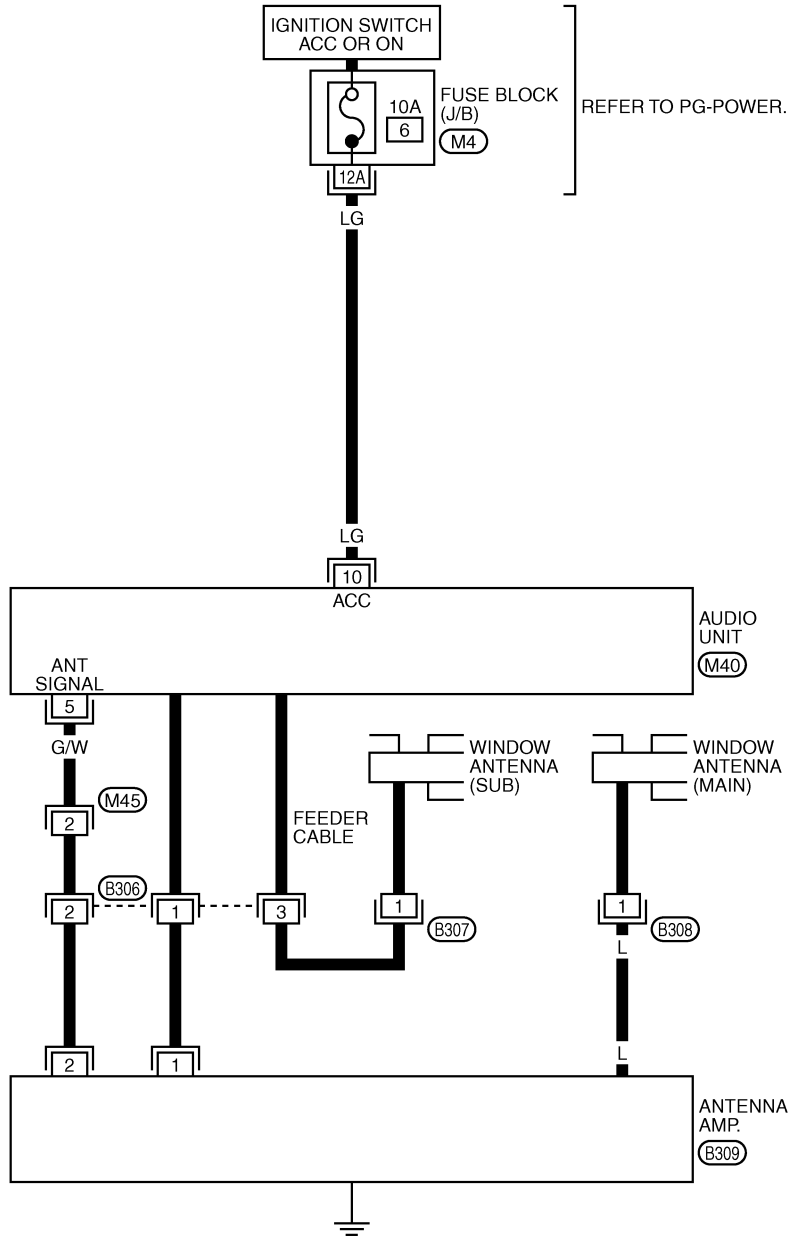 IGNITION SWITCH
ACC OR ON
10A
6
FUSE BLOCK
(J/B)
M4
REFER TO PG-POWER.
12A
LG
LG
10
ACC
AUDIO
UNIT
M40
ANT
SIGNAL
5
G/W
WINDOW
ANTENNA
(SUB)
WINDOW
ANTENNA
(MAIN)
M45
2
FEEDER
CABLE
B306
2
1
3
1
B307
1
B308
L
L
2
1
ANTENNA
AMP.
B309